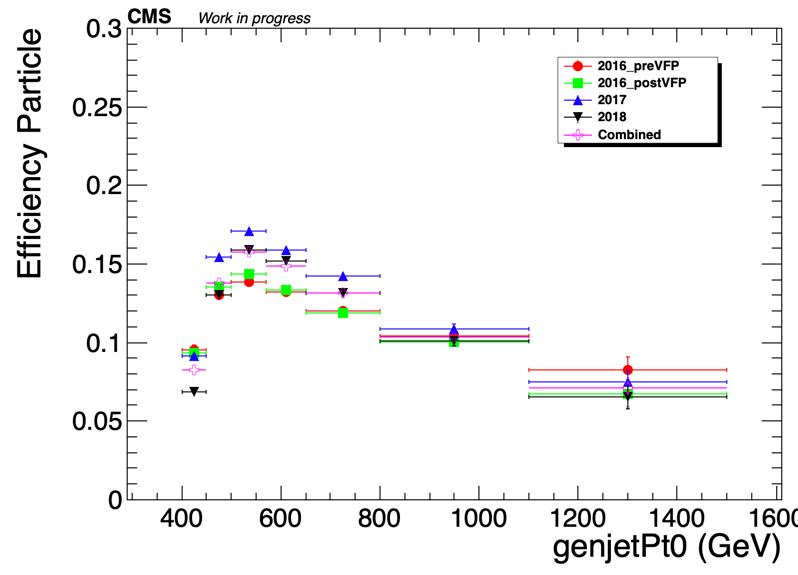 CMS Work in progress
0.3
0.25
0.2
0.15
0.1
0.05
0
Efficiency Particle
2016_preVFP
2016_postVFP
2017
2018
Combined
400 600 800 1000 1200 1400 1600
genjetPt0 (GeV)